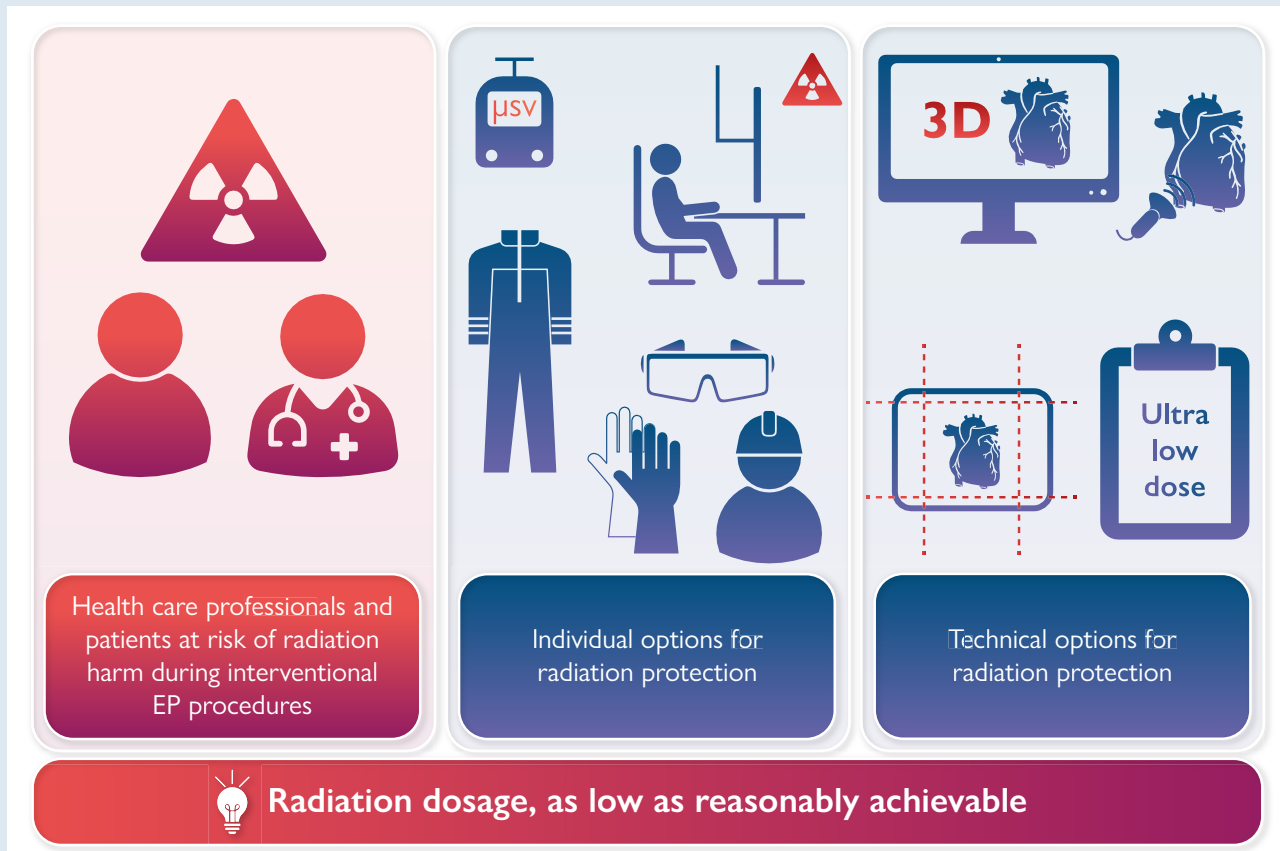 µsv
3D
Ultra
low
dose
Health care professionals and
patients at risk of radiation
harm during interventional
EP procedures
Individual options for
radiation protection
Technical options for
radiation protection
Radiation dosage, as low as reasonably achievable